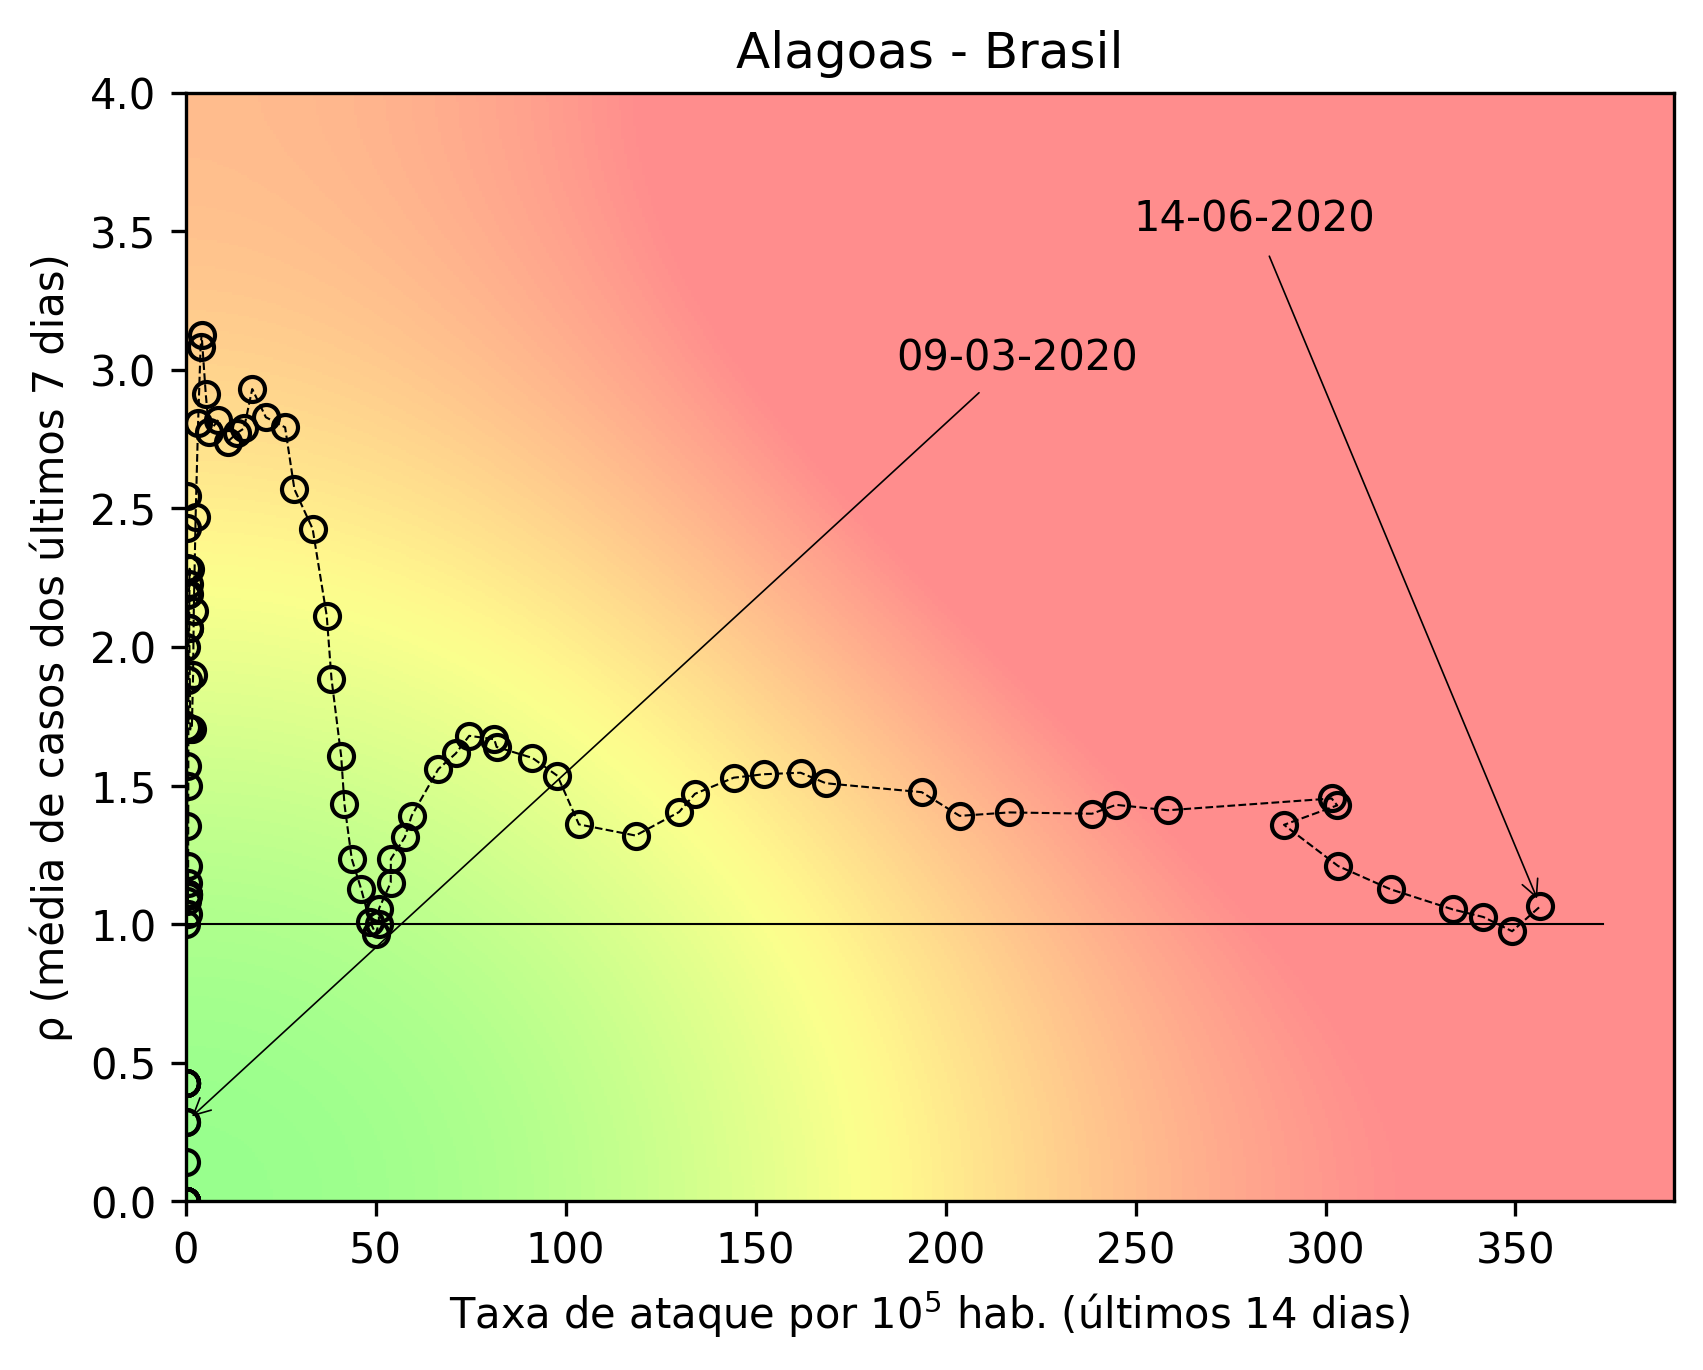 Alagoas - Brasil
4.0
3.5
3.0
2.5
2.0
1.5
1.0
0.5
0.0
ρ (média de casos dos últimos 7 dias)
14-06-2020
09-03-2020
0 50 100 150 200 250 300 350
Taxa de ataque por 10⁵ hab. (últimos 14 dias)